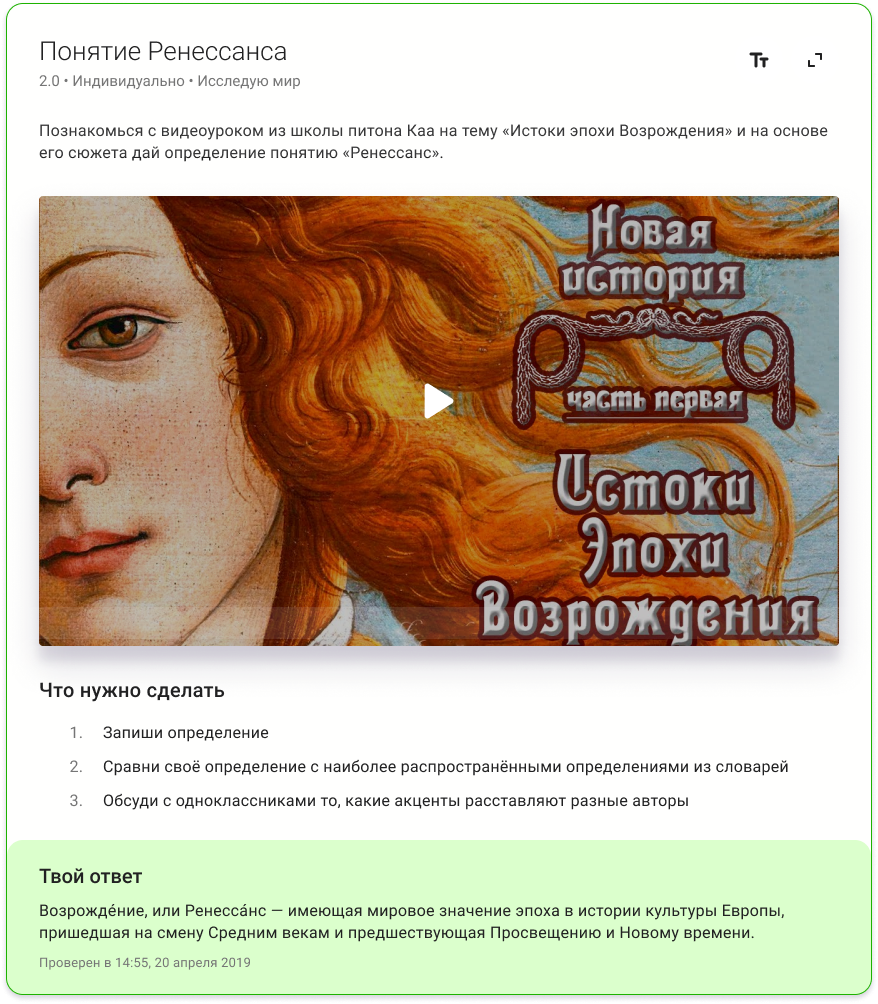 Понятие Ренессанса
Тт
2.0 • Индивидуально • Исследую мир
Познакомься с видеоуроком из школы питона Каа на тему «Истоки эпохи Возрождения» и на основе
его сюжета дай определение понятию «Ренессанс».
Новая
история
часть первая
Истоки
Эпохи
Возрождения
Что нужно сделать
1. Запиши определение
2. Сравни своё определение с наиболее распространёнными определениями из словарей
3. Обсуди с одноклассниками то, какие акценты расставляют разные авторы
Твой ответ
Возрожде́ние, или Ренесса́нс — имеющая мировое значение эпоха в истории культуры Европы,
пришедшая на смену Средним векам и предшествующая Просвещению и Новому времени.
Проверен в 14:55, 20 апреля 2019